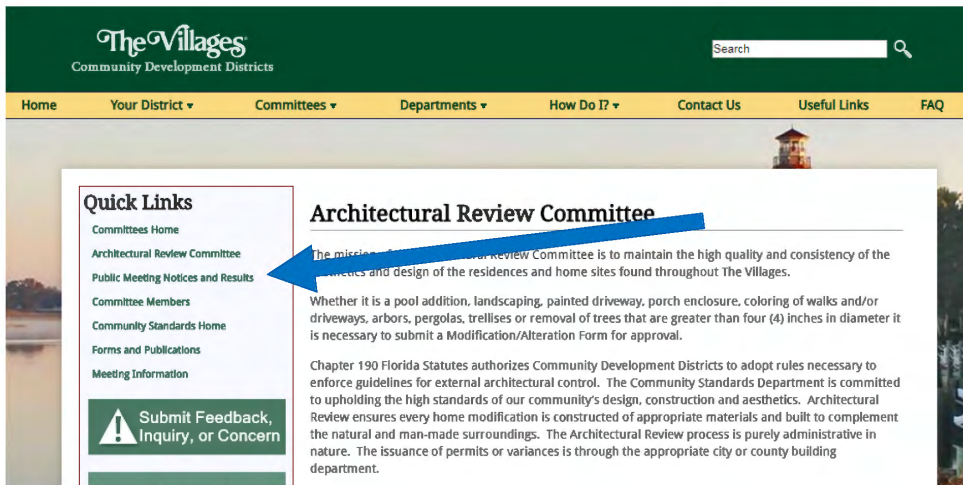 The Villages
Community Development Districts
Search
Home Your District Committees Departments How Do I? Contact Us Useful Links FAQ
Quick Links
Committees Home
Architectural Review Committee
Public Meeting Notices and Results
Committee Members
Community Standards Home
Forms and Publications
Meeting Information
Submit Feedback,
Inquiry, or Concern
Architectural Review Committee
The mission Review Committee is to maintain the high quality and consistency of the
and design of the residences and home sites found throughout The Villages.
Whether it is a pool addition, landscaping, painted driveway, porch enclosure, coloring of walks and/or
driveways, arbors, pergolas, trellises or removal of trees that are greater than four (4) inches in diameter it
is necessary to submit a Modification/Alteration Form for approval.
Chapter 190 Florida Statutes authorizes Community Development Districts to adopt rules necessary to
enforce guidelines for external architectural control. The Community Standards Department is committed
to upholding the high standards of our community's design, construction and aesthetics. Architectural
Review ensures every home modification is constructed of appropriate materials and built to complement
the natural and man-made surroundings. The Architectural Review process is purely administrative in
nature. The issuance of permits or variances is through the appropriate city or county building
department.